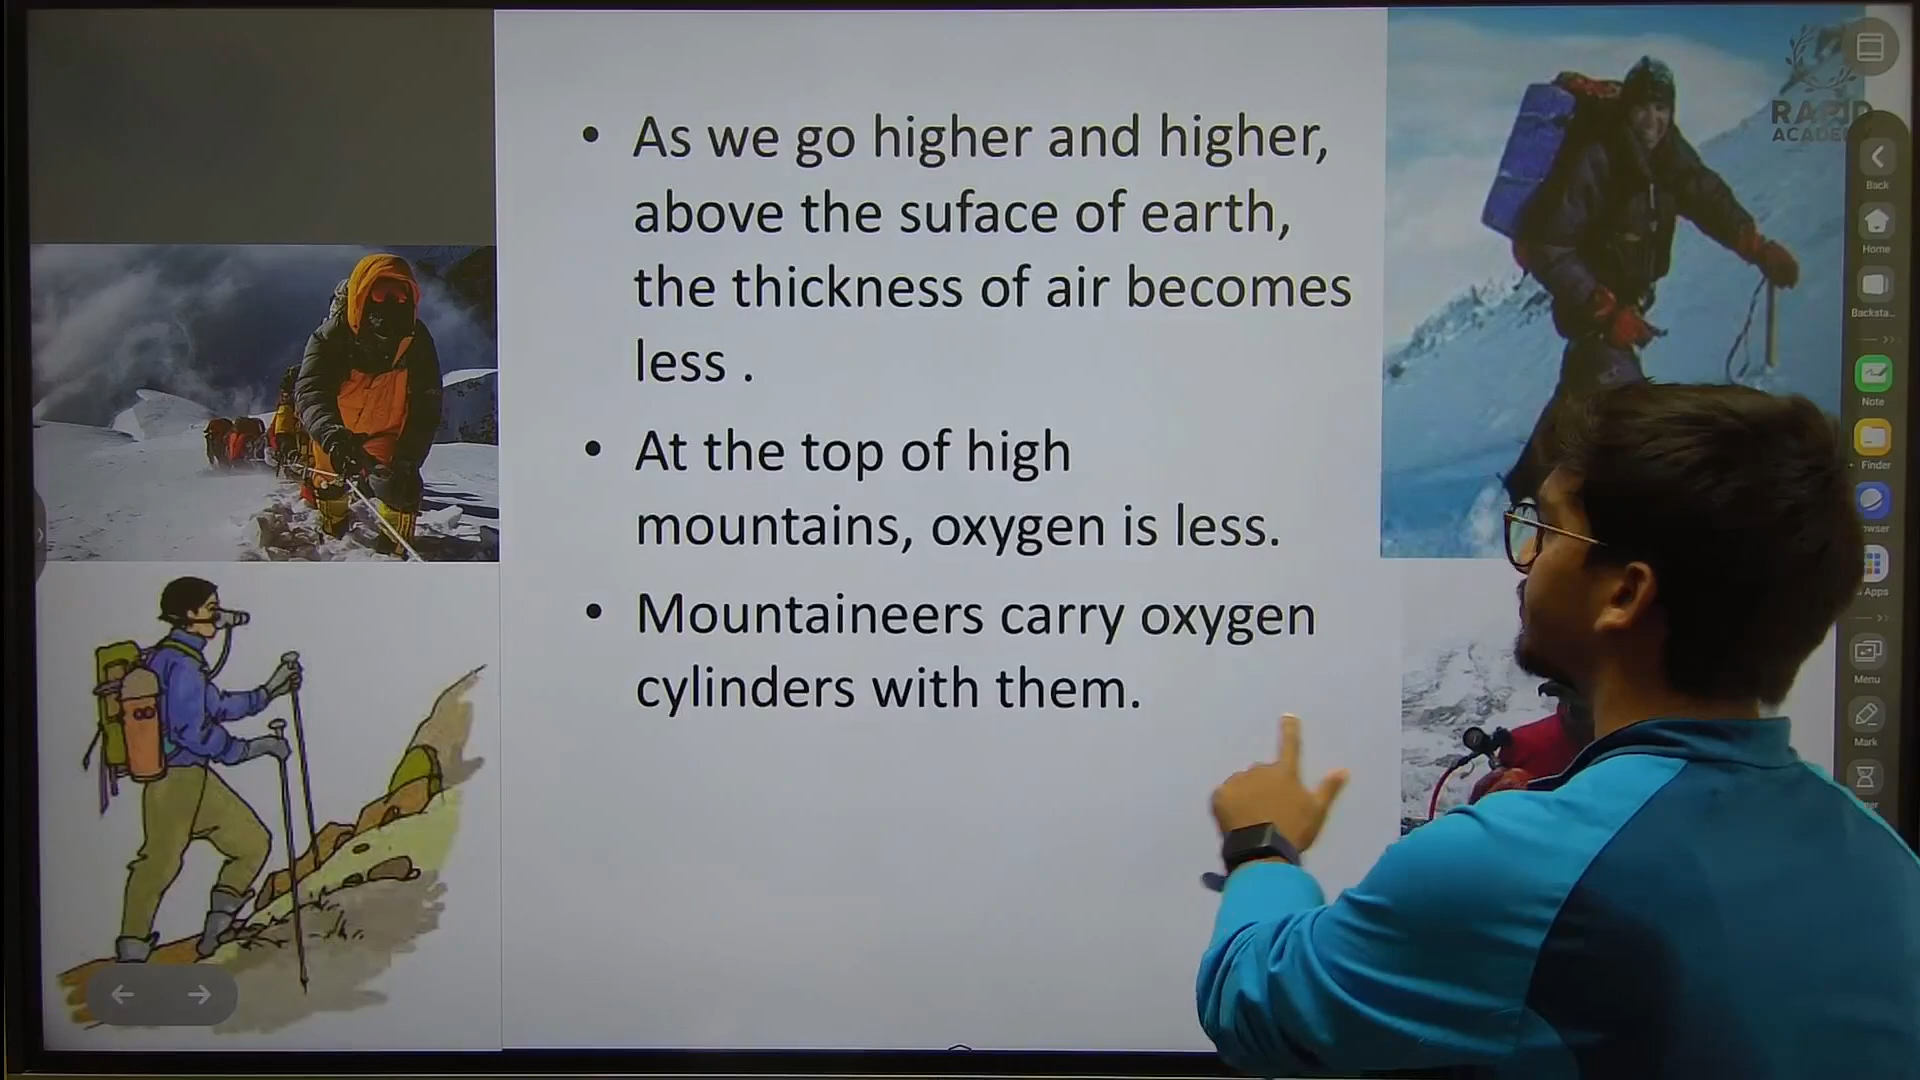 • As we go higher and higher,
above the suface of earth,
the thickness of air becomes
less .
• At the top of high
mountains, oxygen is less.
• Mountaineers carry oxygen
cylinders with them.
RAPID
Back
Home
Backsta...
Note
Finder
Apps
Menu
Mark